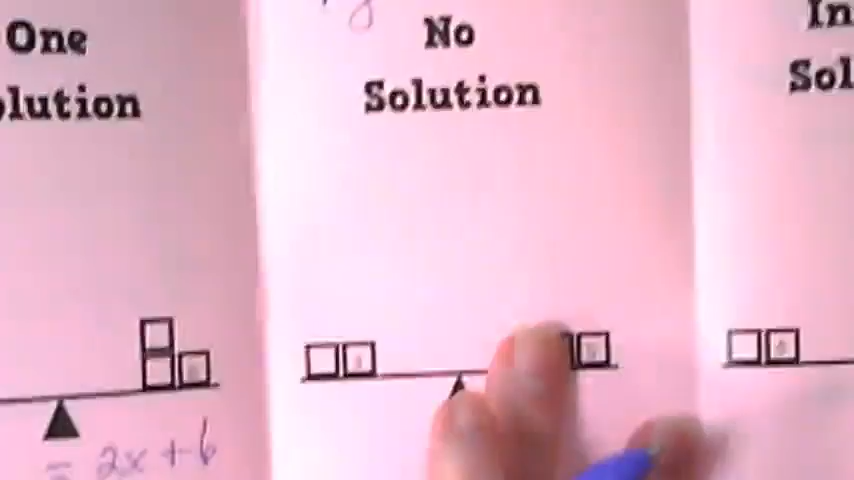 One
olution
= 2x + 6
No
Solution
In
Sol